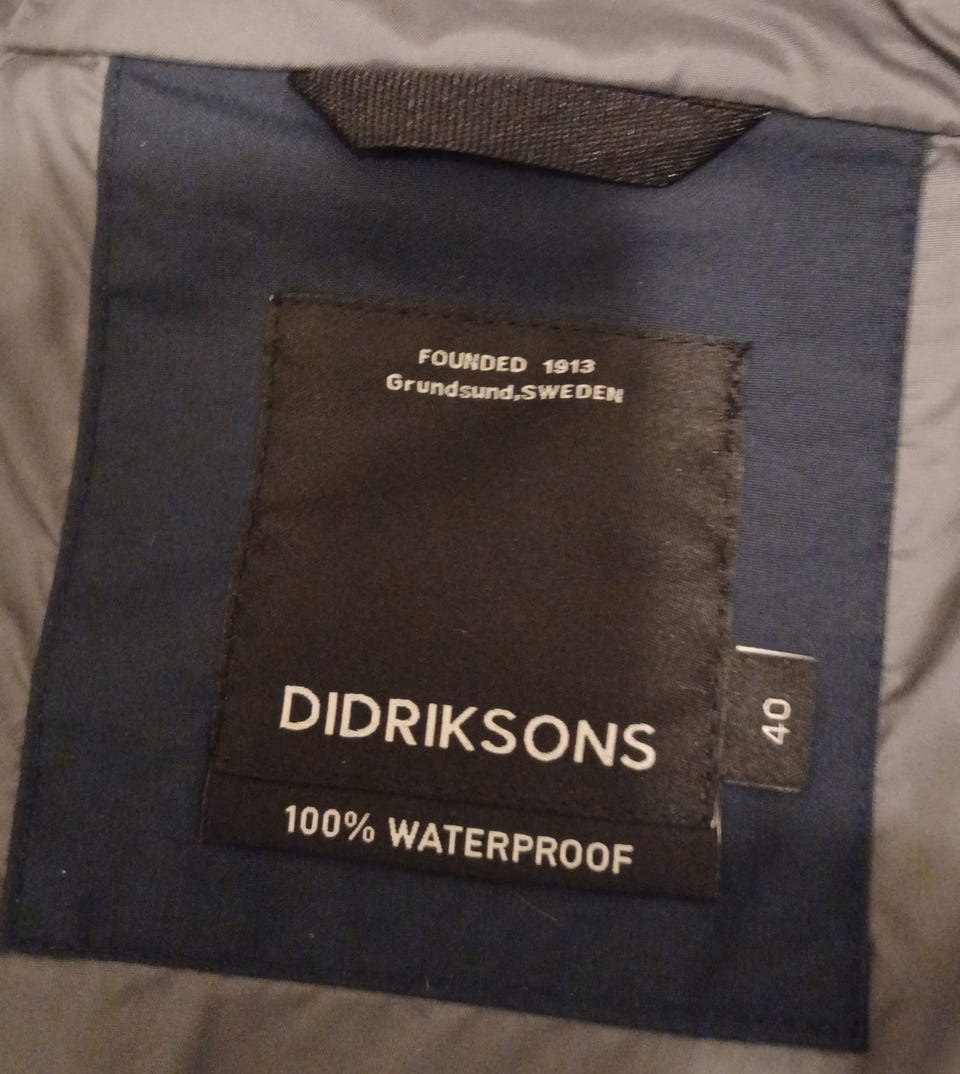 FOUNDED 1913
Grundsund,SWEDEN
DIDRIKSONS
40
100% WATERPROOF